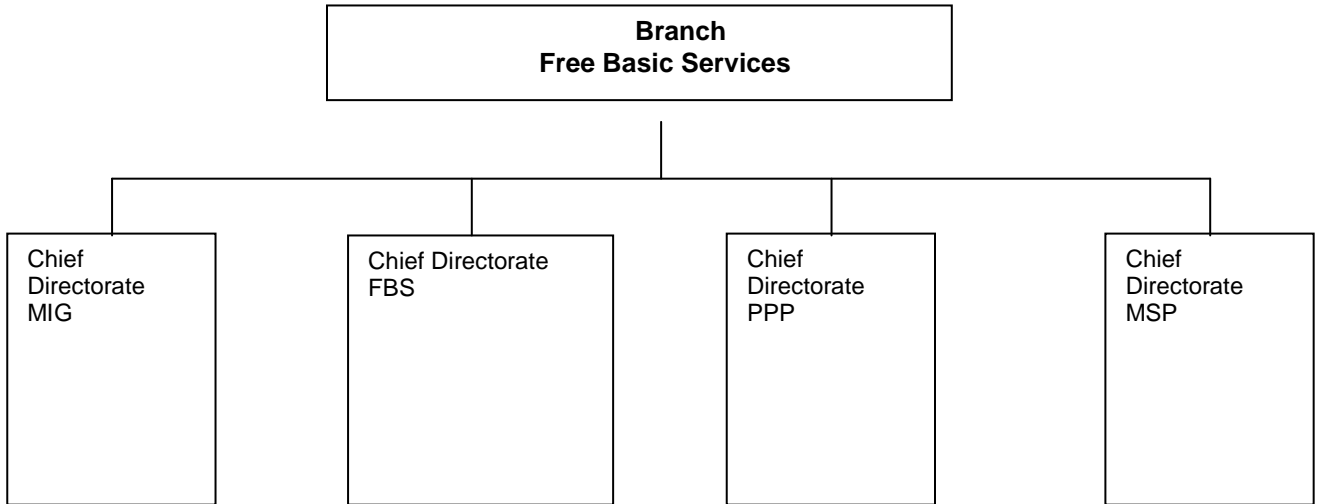 Branch
Free Basic Services
Chief
Directorate
MIG
Chief Directorate
FBS
Chief
Directorate
PPP
Chief
Directorate
MSP